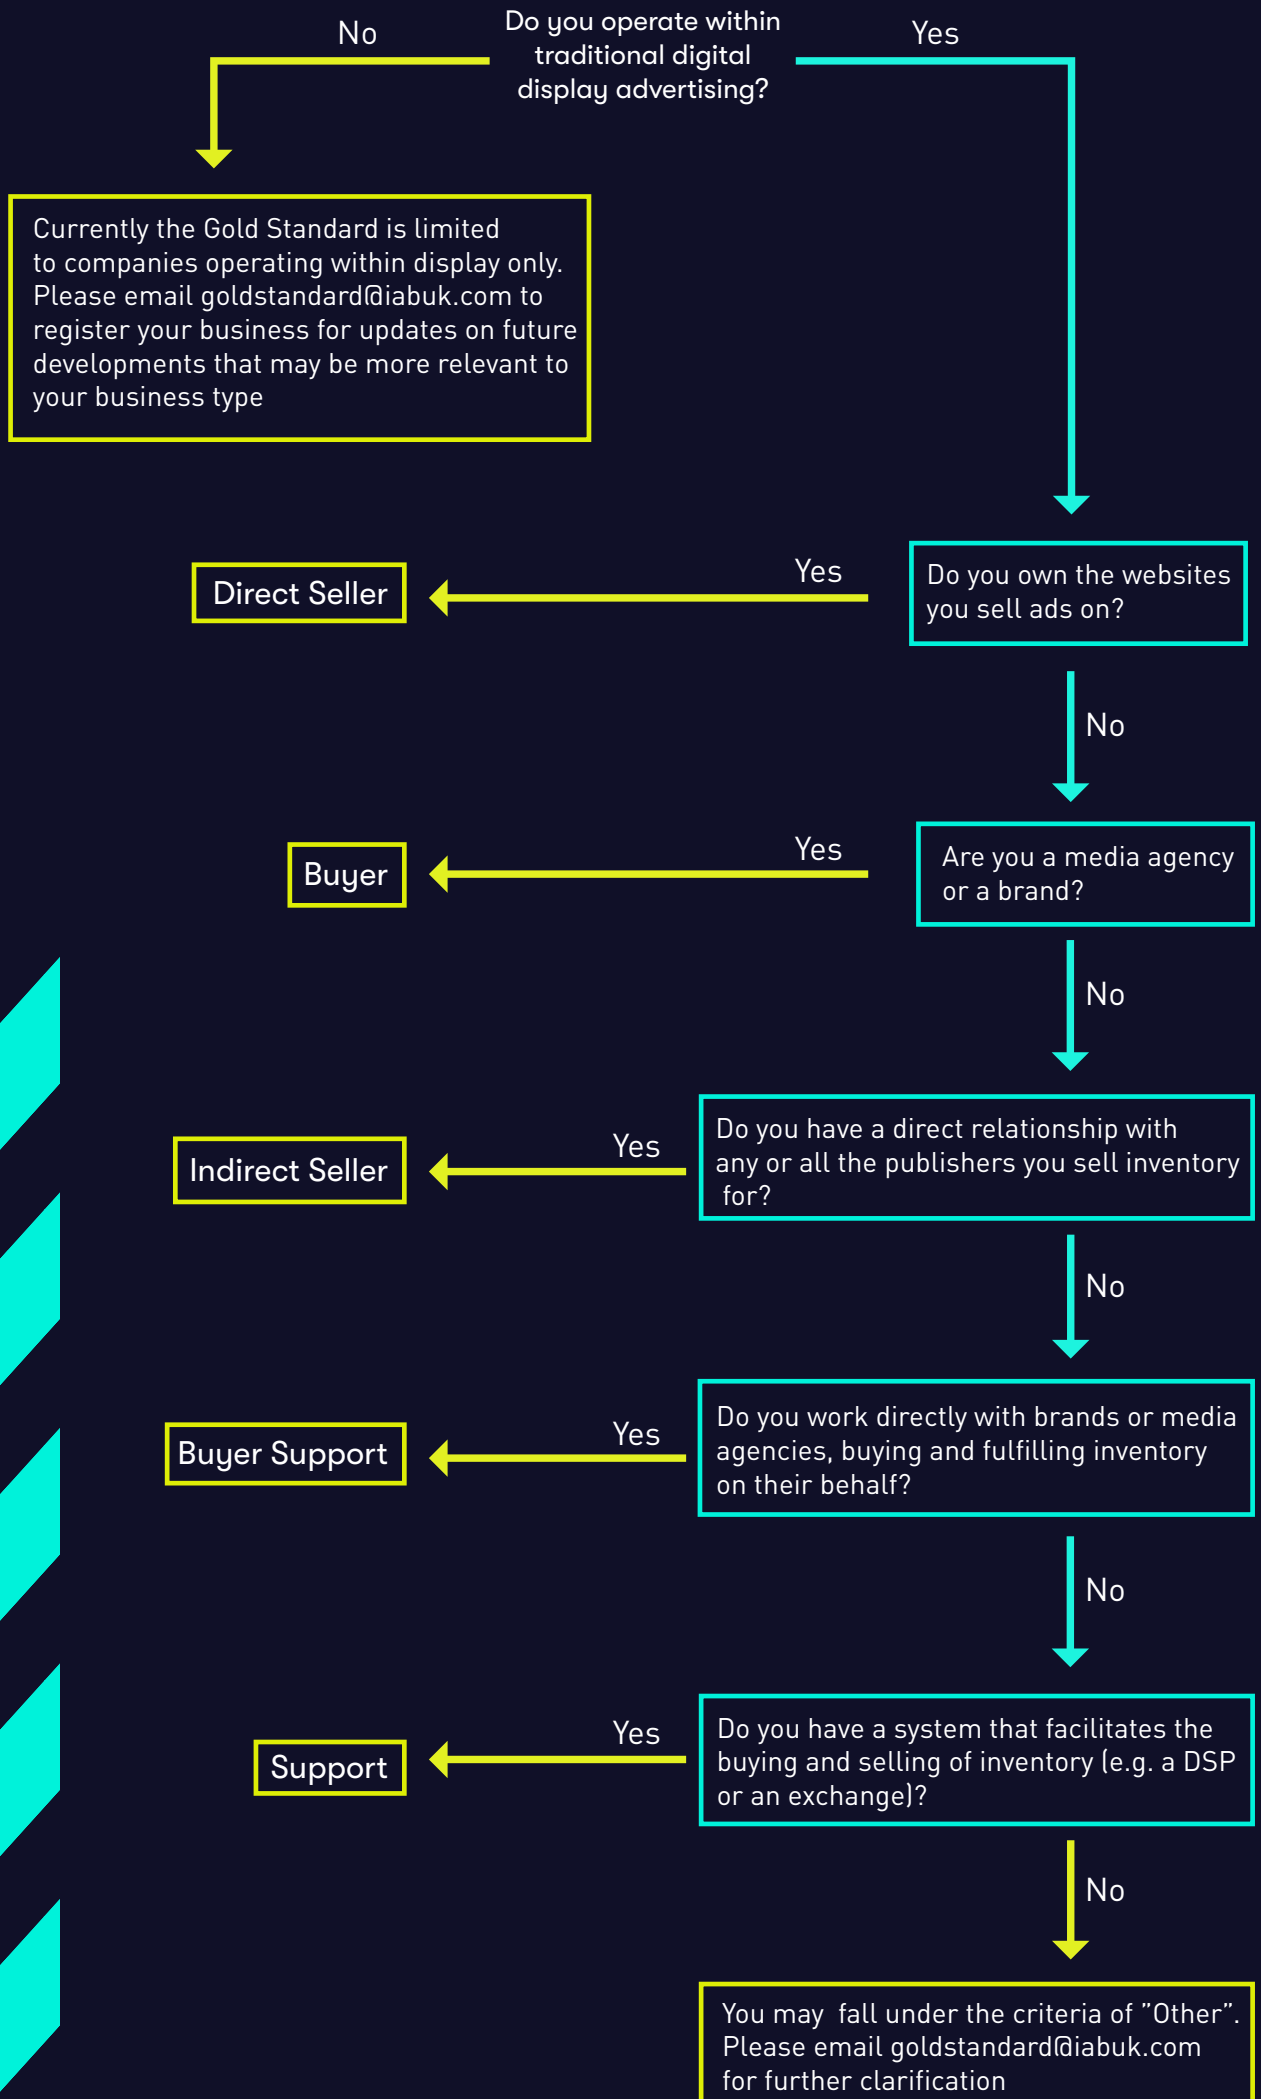 Do you operate within
traditional digital
display advertising?
No
Yes
Currently the Gold Standard is limited
to companies operating within display only.
Please email goldstandard@iabuk.com to
register your business for updates on future
developments that may be more relevant to
your business type
Do you own the websites
you sell ads on?
Yes
Direct Seller
No
Are you a media agency
or a brand?
Yes
Buyer
No
Do you have a direct relationship with
any or all the publishers you sell inventory
for?
Yes
Indirect Seller
No
Do you work directly with brands or media
agencies, buying and fulfilling inventory
on their behalf?
Yes
Buyer Support
No
Do you have a system that facilitates the
buying and selling of inventory (e.g. a DSP
or an exchange)?
Yes
Support
No
You may fall under the criteria of ”Other”.
Please email goldstandard@iabuk.com
for further clarification